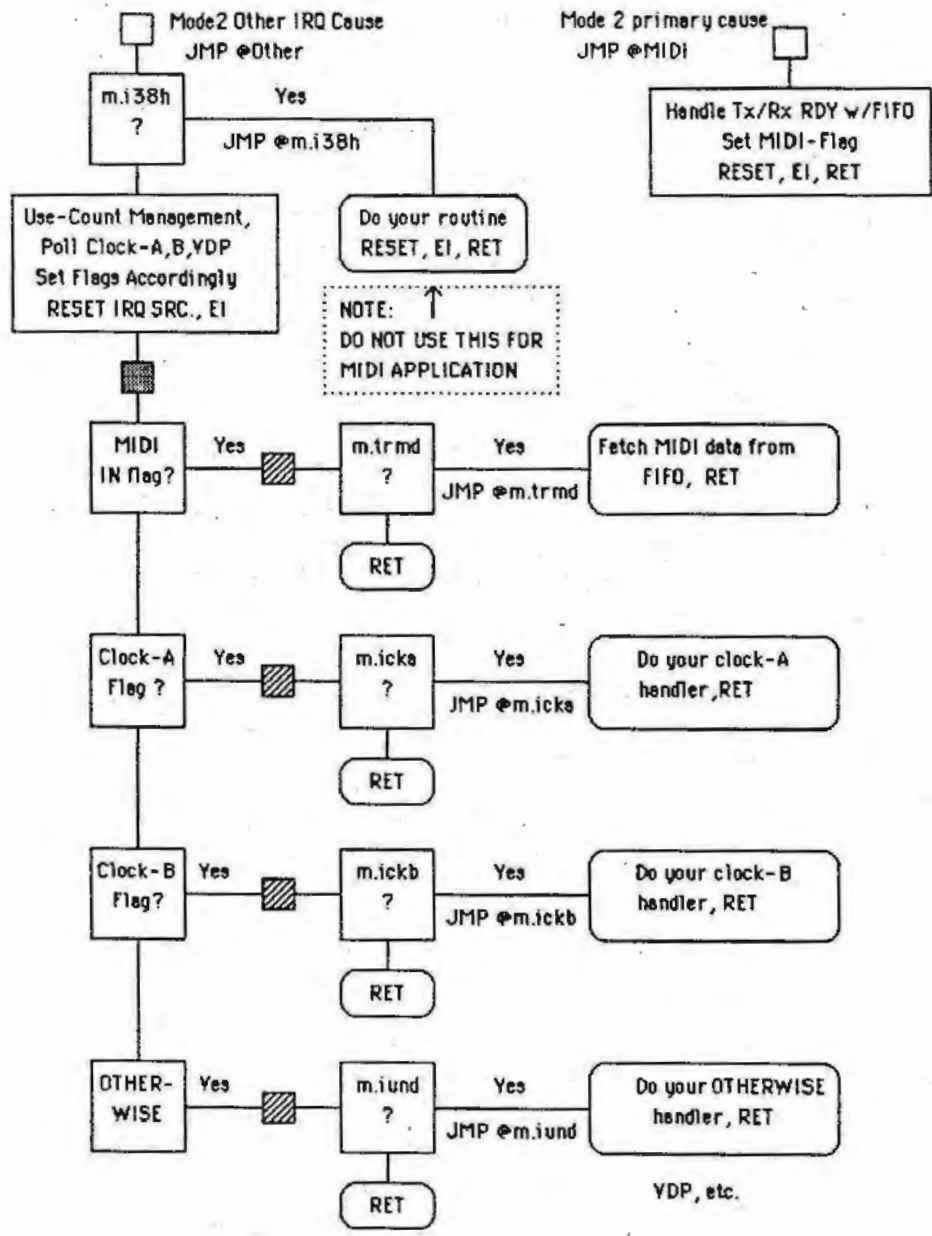 Mode2 Other IRQ Cause
JMP @Other
Mode 2 primary cause
JMP @MIDI
m.i38h
?
Yes
JMP @m.i38h
Handle Tx/Rx RDY w/FIFO
Set MIDI-Flag
RESET, EI, RET
Use-Count Management,
Poll Clock-A,B,VDP
Set Flags Accordingly
RESET IRQ SRC., EI
Do your routine
RESET, EI, RET
NOTE:
DO NOT USE THIS FOR
MIDI APPLICATION
MIDI
IN flag?
Yes
m.trmd
?
Yes
JMP @m.trmd
Fetch MIDI data from
FIFO, RET
RET
Clock-A
Flag ?
Yes
m.icka
?
Yes
JMP @m.icka
Do your clock-A
handler,RET
RET
Clock-B
Flag?
Yes
m.ickb
?
Yes
JMP @m.ickb
Do your clock-B
handler, RET
RET
OTHER-
WISE
Yes
m.iund
?
Yes
JMP @m.iund
Do your OTHERWISE
handler, RET
RET
VDP, etc.